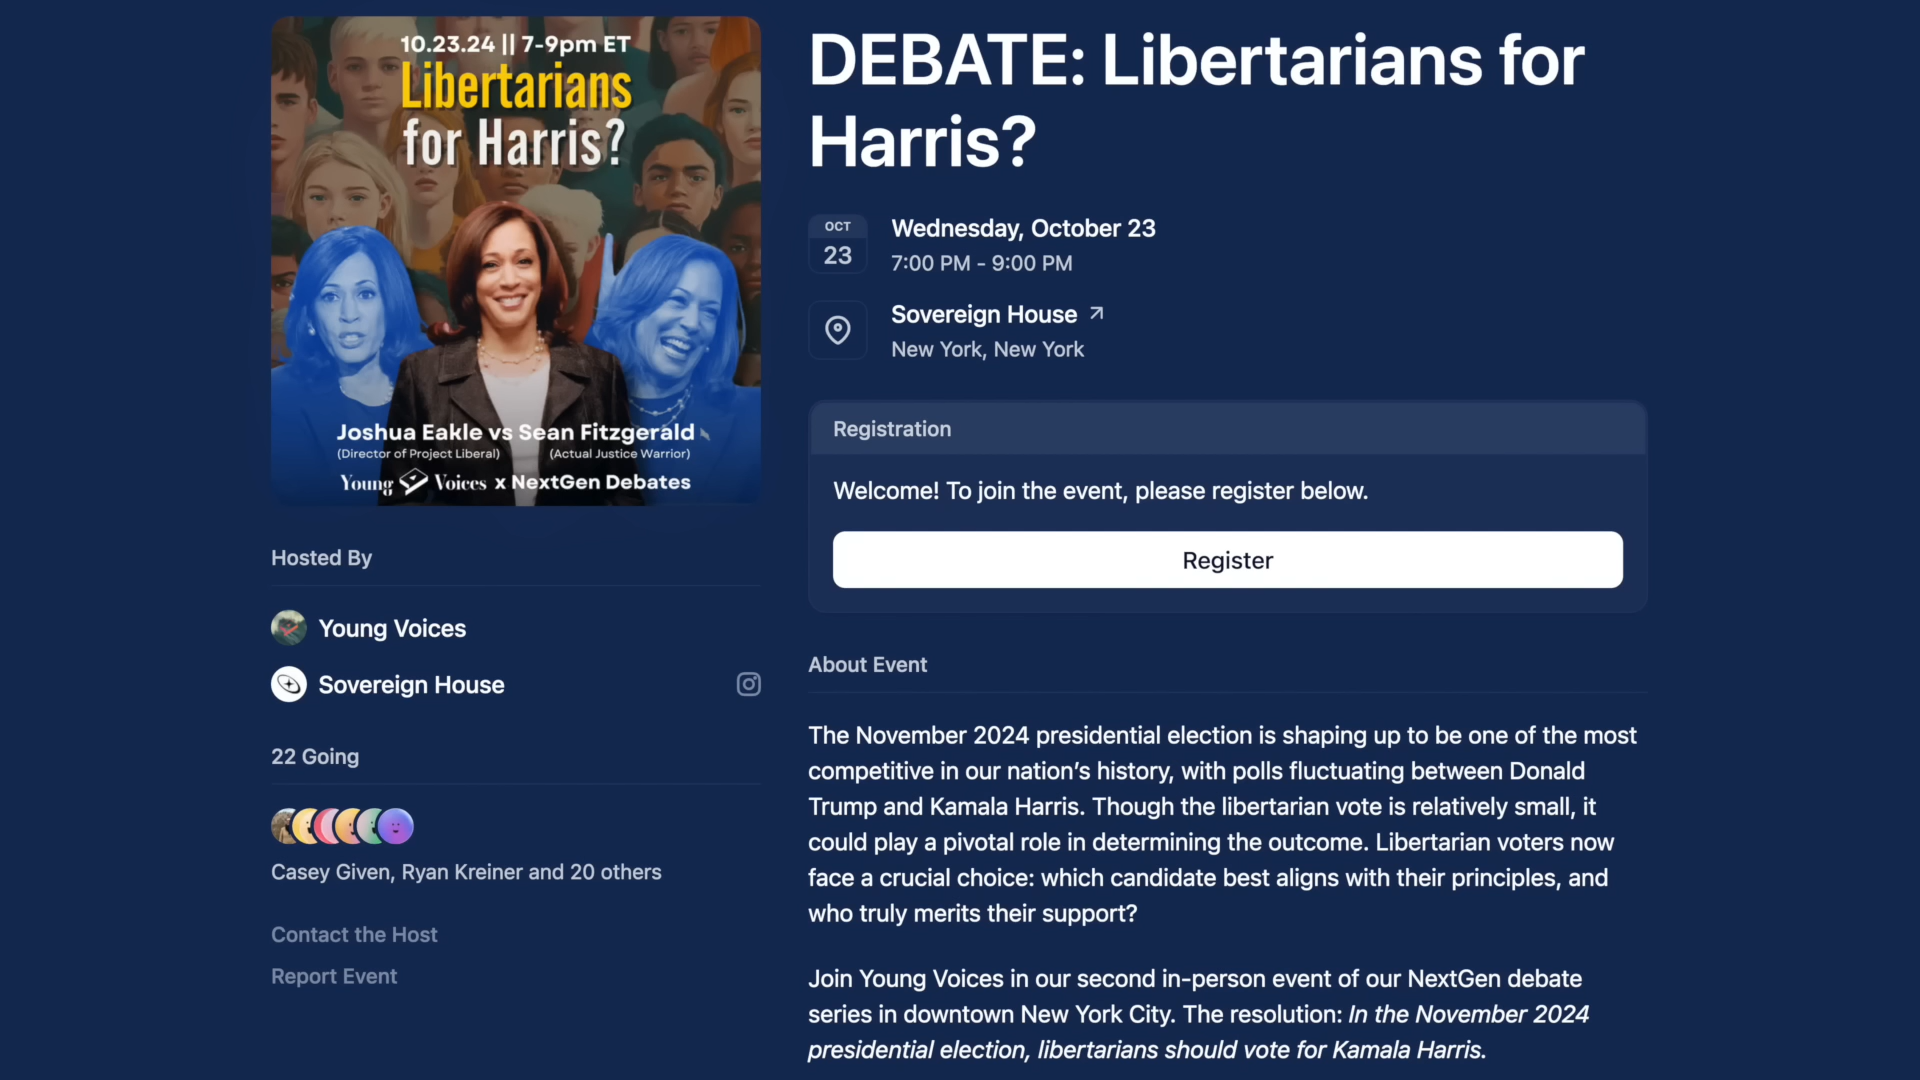 10.23.24 || 7-9pm ET
Libertarians
for Harris?
Joshua Eakle vs Sean Fitzgerald
(Director of Project Liberal) (Actual Justice Warrior)
Young Voices x NextGen Debates
Hosted By
Young Voices
Sovereign House
22 Going
Casey Given, Ryan Kreiner and 20 others
Contact the Host
Report Event
DEBATE: Libertarians for
Harris?
OCT
23
Wednesday, October 23
7:00 PM - 9:00 PM
Sovereign House
New York, New York
Registration
Welcome! To join the event, please register below.
Register
About Event
The November 2024 presidential election is shaping up to be one of the most
competitive in our nation’s history, with polls fluctuating between Donald
Trump and Kamala Harris. Though the libertarian vote is relatively small, it
could play a pivotal role in determining the outcome. Libertarian voters now
face a crucial choice: which candidate best aligns with their principles, and
who truly merits their support?
Join Young Voices in our second in-person event of our NextGen debate
series in downtown New York City. The resolution: In the November 2024
presidential election, libertarians should vote for Kamala Harris.